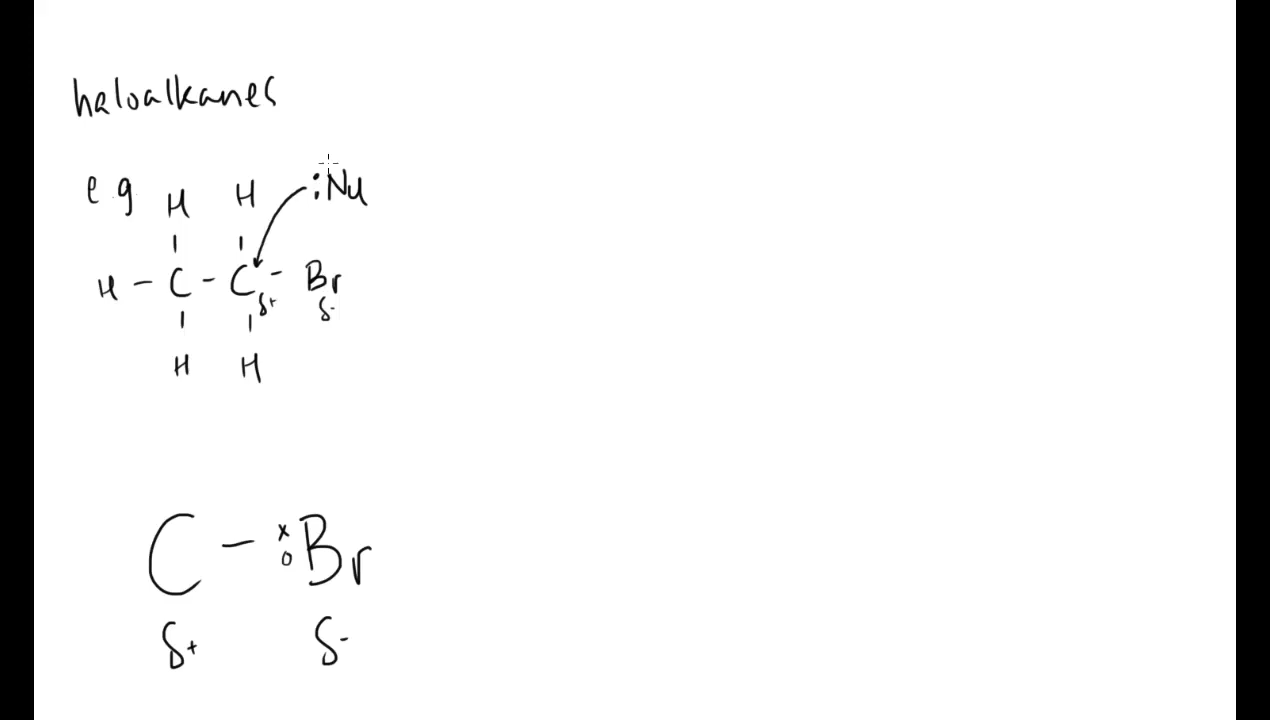 haloalkanes
e.g H H :Nu
H - C - C - Br
δ+ δ-
H H
C - x o Br
δ+ δ-